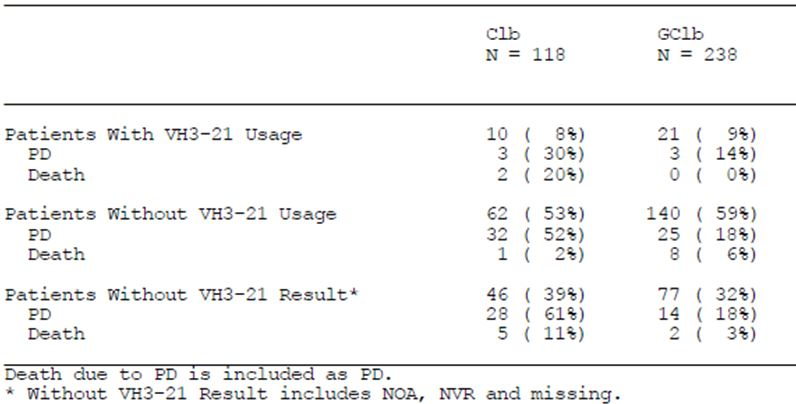 Clb GClb
N = 118 N = 238
Patients With VH3-21 Usage 10 ( 8%) 21 ( 9%)
PD 3 ( 30%) 3 ( 14%)
Death 2 ( 20%) 0 ( 0%)
Patients Without VH3-21 Usage 62 ( 53%) 140 ( 59%)
PD 32 ( 52%) 25 ( 18%)
Death 1 ( 2%) 8 ( 6%)
Patients Without VH3-21 Result* 46 ( 39%) 77 ( 32%)
PD 28 ( 61%) 14 ( 18%)
Death 5 ( 11%) 2 ( 3%)
Death due to PD is included as PD.
* Without VH3-21 Result includes NOA, NVR and missing.